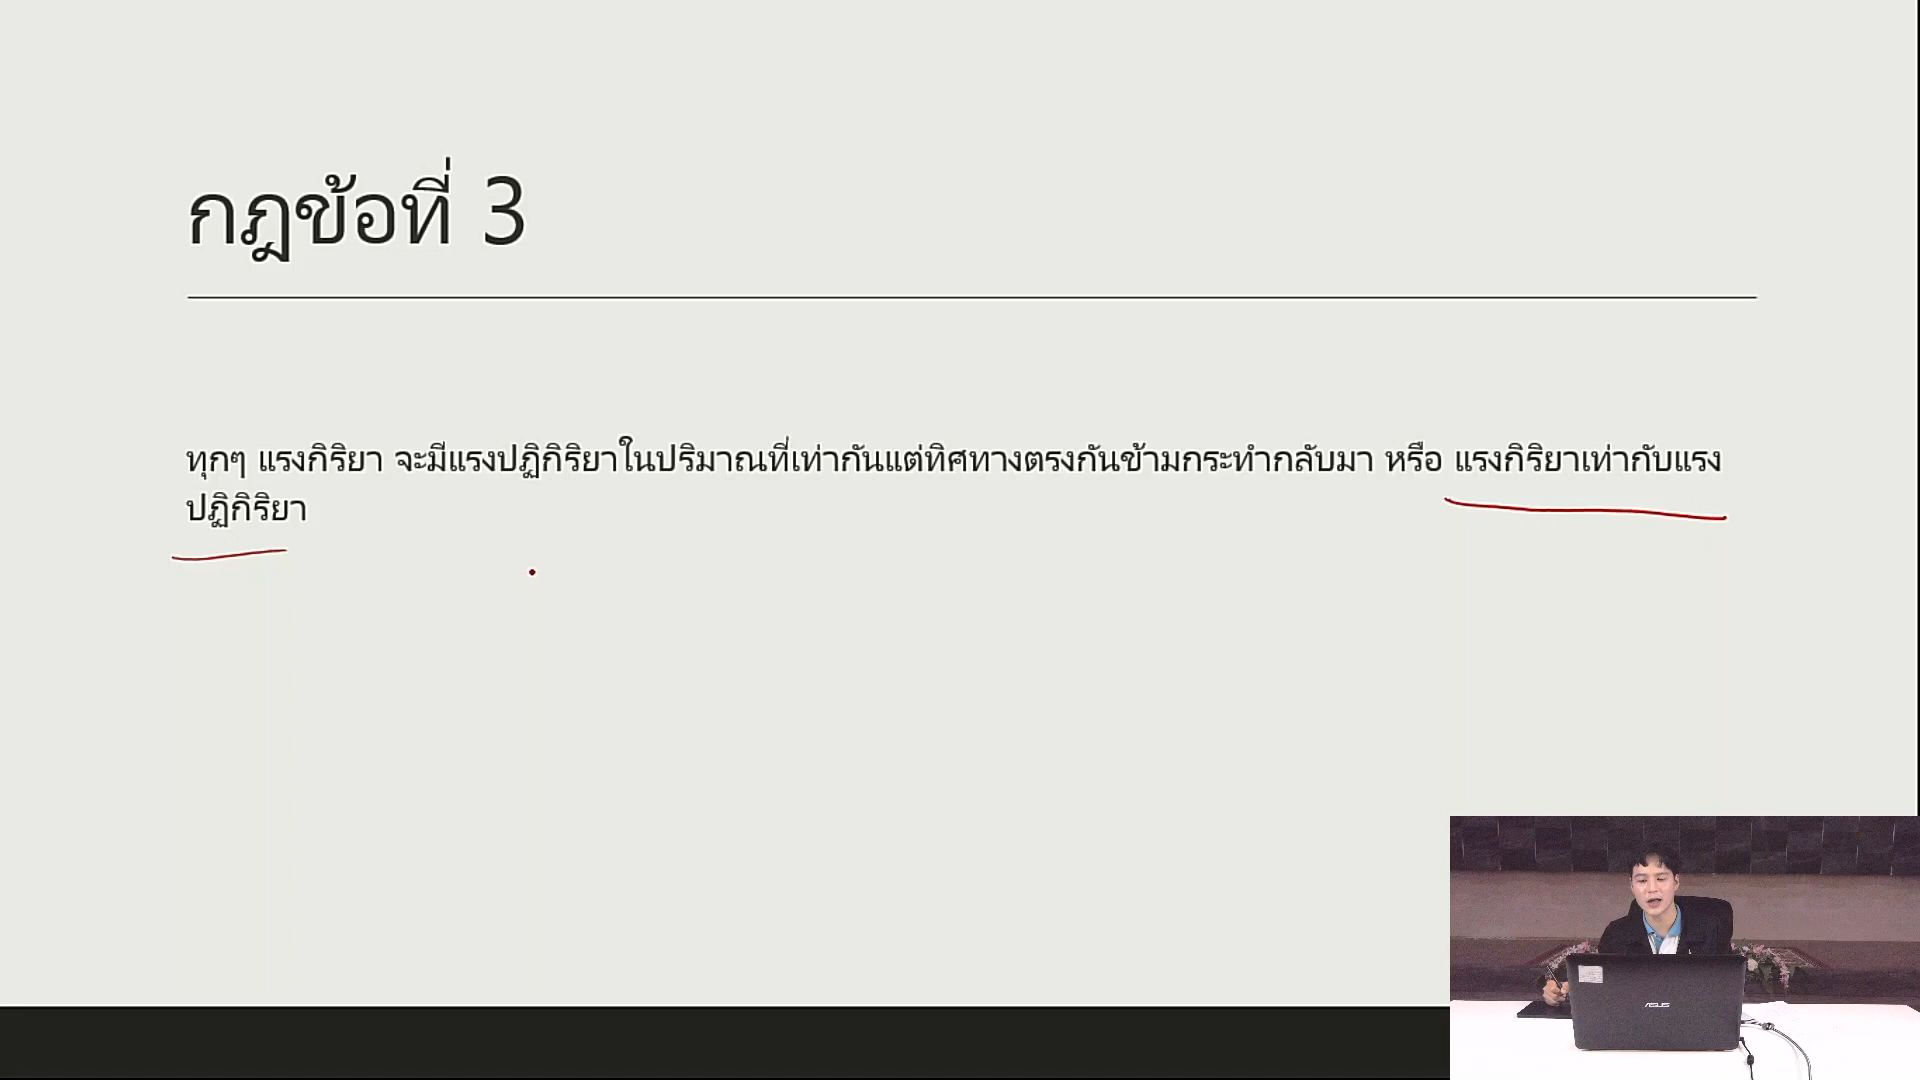 กฎข้อที่ 3
ทุกๆ แรงกิริยา จะมีแรงปฏิกิริยาในปริมาณที่เท่ากันแต่ทิศทางตรงกันข้ามกระทำกลับมา หรือ แรงกิริยาเท่ากับแรง
ปฏิกิริยา
ASUS